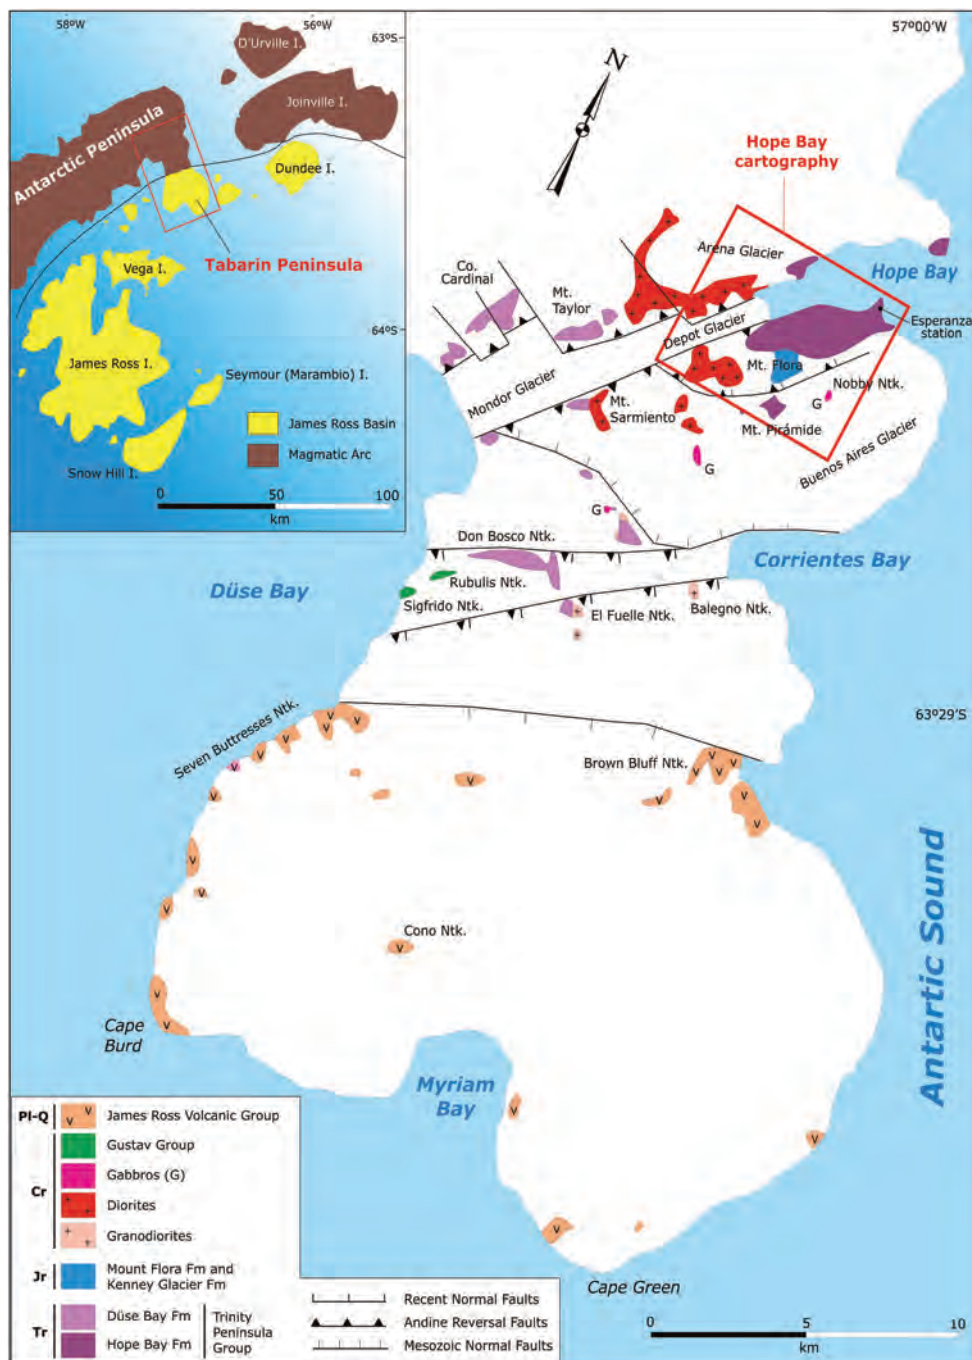 58ºW
56ºW
63ºS
57º00'W
D'Urville I.
Joinville I.
Antarctic Peninsula
Dundee I.
Tabarin Peninsula
Vega I.
64ºS
James Ross I.
Seymour (Marambio) I.
James Ross Basin
Magmatic Arc
Snow Hill I.
0
50
100
km
N
Hope Bay
cartography
Arena Glacier
Hope Bay
Co.
Cardinal
Mt.
Taylor
Esperanza
station
Depot Glacier
Mt. Flora
Nobby Ntk.
G
Mondor Glacier
Mt.
Sarmiento
Mt. Pirámide
G
Buenos Aires Glacier
G
Don Bosco Ntk.
Corrientes Bay
Düse Bay
Rubulis Ntk.
Sigfrido Ntk.
El Fuelle Ntk.
Balegno Ntk.
63º29'S
Seven Buttresses Ntk.
Brown Bluff Ntk.
Antartic Sound
Cono Ntk.
Cape
Burd
Myriam
Bay
Cape Green
Pl-Q
James Ross Volcanic Group
Cr
Gustav Group
Gabbros (G)
Diorites
Granodiorites
Jr
Mount Flora Fm and
Kenney Glacier Fm
Tr
Düse Bay Fm
Hope Bay Fm
Trinity
Peninsula
Group
Recent Normal Faults
Andine Reversal Faults
Mesozoic Normal Faults
0
5
10
km